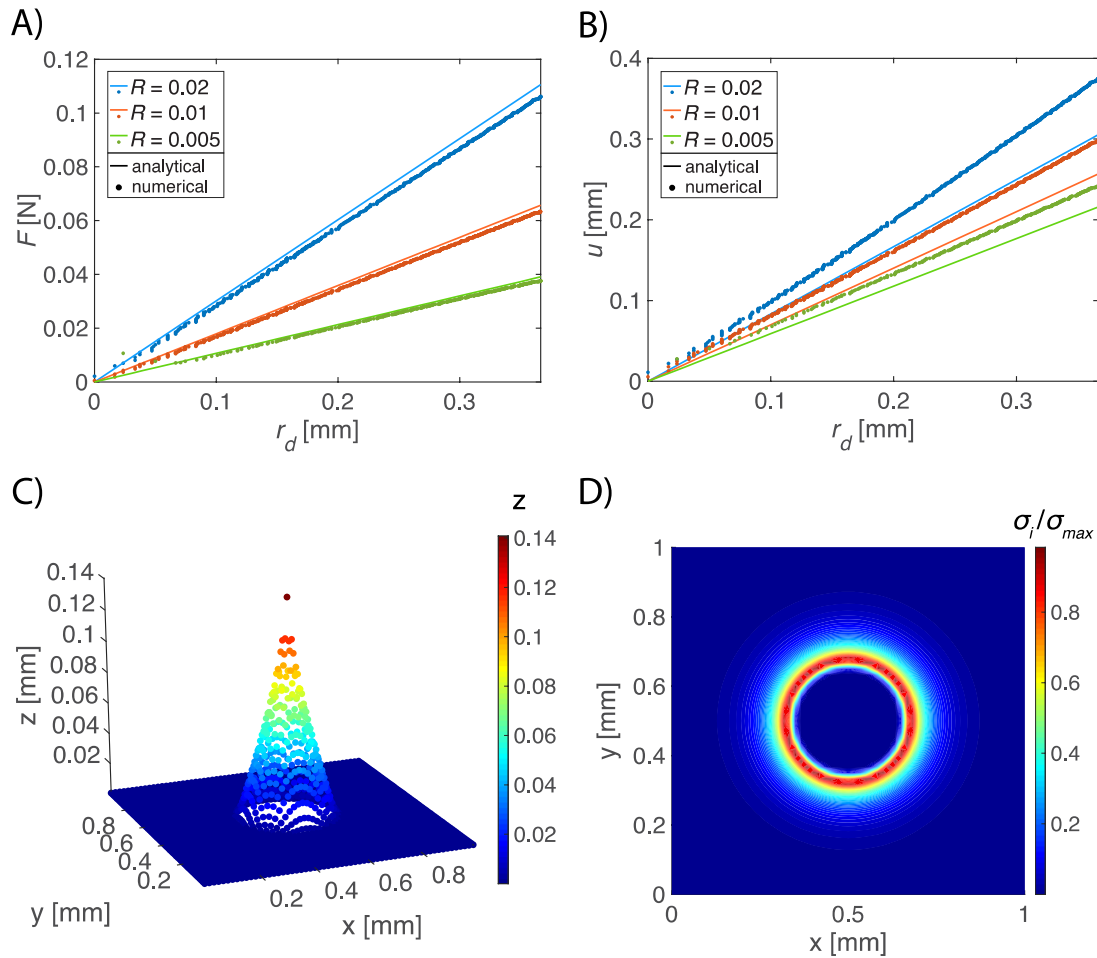 A)
0.12
0.1
0.08
0.06
0.04
0.02
0
F [N]
R = 0.02
R = 0.01
R = 0.005
analytical
numerical
0 0.1 0.2 0.3
r_d [mm]
B)
0.4
0.3
0.2
0.1
0
u [mm]
R = 0.02
R = 0.01
R = 0.005
analytical
numerical
0 0.1 0.2 0.3
r_d [mm]
C)
z
0.14
0.12
0.1
0.08
0.06
0.04
0.02
z [mm]
0.8
0.6
0.4
0.2
y [mm]
0.2 0.4 0.6 0.8
x [mm]
0.14
0.12
0.10
0.08
0.06
0.04
0.02
D)
σ_i/σ_max
1
0.8
0.6
0.4
0.2
0
y [mm]
0 0.5 1
x [mm]
0.8
0.6
0.4
0.2